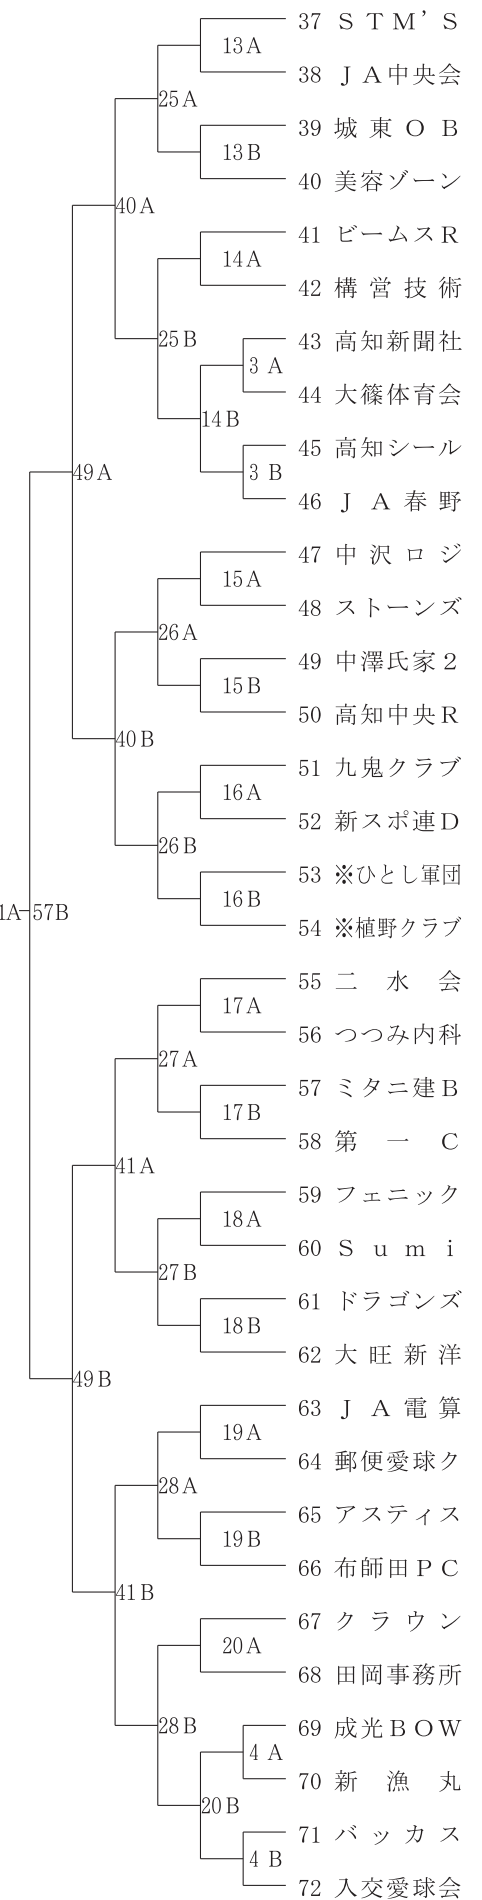 37 ＳＴＭ’Ｓ
13A
38 ＪＡ中央会
25A
39 城東ＯＢ
13B
40 美容ゾーン
40A
41 ビームスＲ
14A
42 構営技術
25B
43 高知新聞社
3 A
44 大篠体育会
14B
45 高知シール
3 B
46 ＪＡ春野
49A
47 中沢ロジ
15A
48 ストーンズ
26A
49 中澤氏家２
15B
50 高知中央Ｒ
40B
51 九鬼クラブ
16A
52 新スポ連Ｄ
26B
53 ※ひとし軍団
16B
54 ※植野クラブ
1A 57B
55 二水会
17A
56 つつみ内科
27A
57 ミタニ建Ｂ
17B
58 第一Ｃ
41A
59 フェニック
18A
60 Ｓｕｍｉ
27B
61 ドラゴンズ
18B
62 大旺新洋
49B
63 ＪＡ電算
19A
64 郵便愛球ク
28A
65 アスティス
19B
66 布師田ＰＣ
41B
67 クラウン
20A
68 田岡事務所
28B
69 成光ＢＯＷ
4 A
70 新漁丸
20B
71 バッカス
4 B
72 入交愛球会